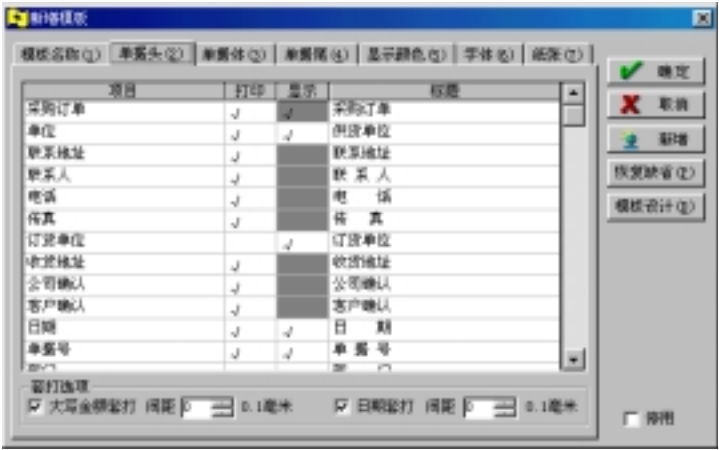 新增模版
模板名称(1) 单据头(2) 单据体(3) 单据尾(4) 显示颜色(5) 字体(6) 纸张(7)
项目 打印 显示 标题
采购订单 √ √ 采购订单
单位 √ √ 供货单位
联系地址 √ 联系地址
联系人 √ 联 系 人
电话 √ 电 话
传真 √ 传 真
订货单位 √ 订货单位
收货地址 √ 收货地址
公司确认 √ 公司确认
客户确认 √ 客户确认
日期 √ √ 日 期
单据号 √ √ 单 据 号
确定
取消
新增
恢复缺省(Z)
模板设计(D)
套打选项
大写金额套打 间距 0 0.1毫米 日期套打 间距 0 0.1毫米
停用